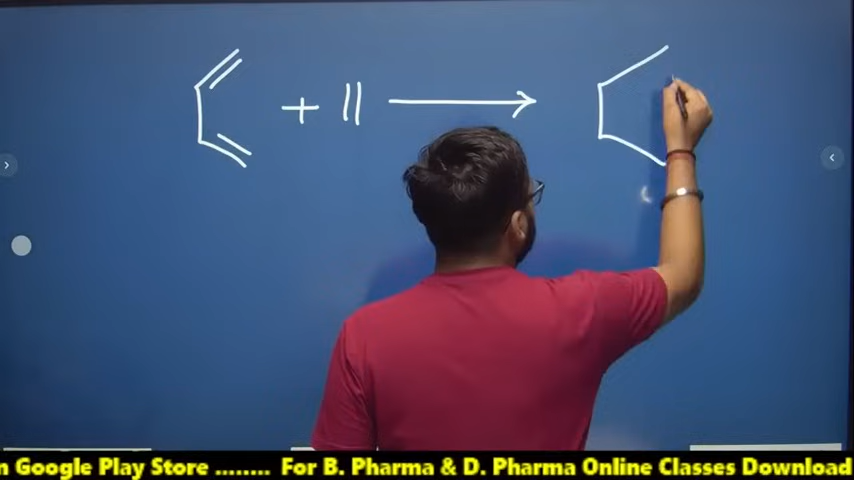 +
n Google Play Store ........ For B. Pharma & D. Pharma Online Classes Download